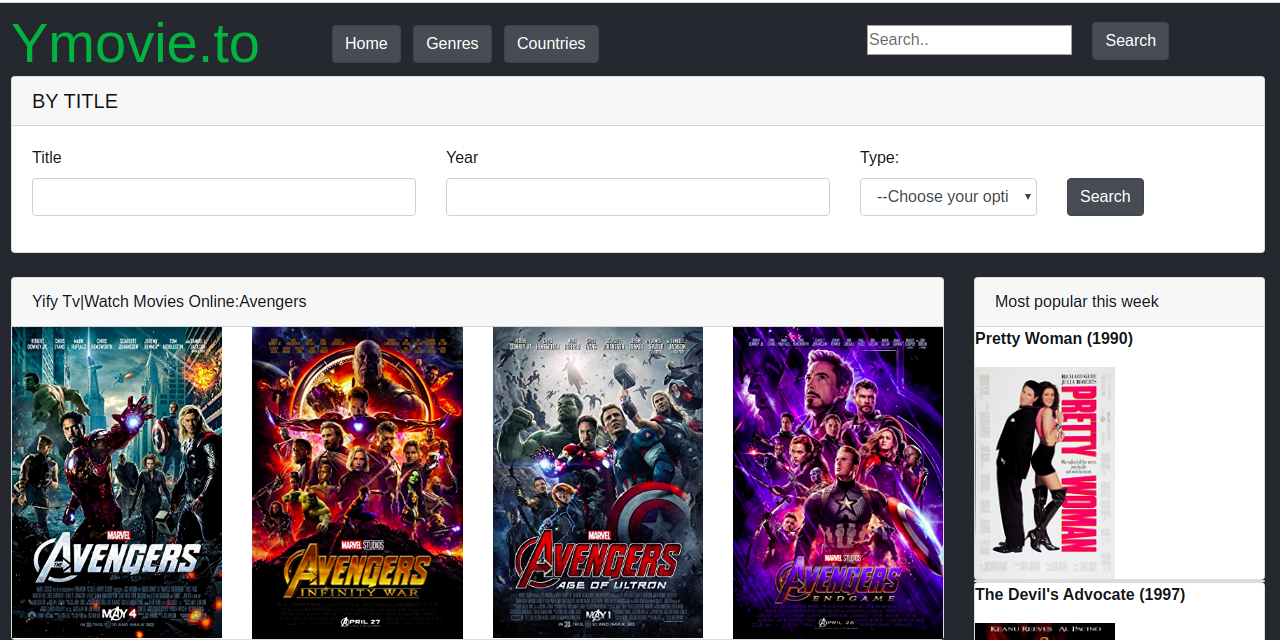 Ymovie.to
Home
Genres
Countries
Search..
Search
BY TITLE
Title
Year
Type:
--Choose your opti
Search
Yify Tv|Watch Movies Online:Avengers
Most popular this week
MARVEL
AVENGERS
MAY 4
MARVEL STUDIOS
AVENGERS
INFINITY WAR
APRIL 27
MARVEL
AVENGERS
AGE OF ULTRON
MAY 1
MARVEL STUDIOS
AVENGERS
ENDGAME
APRIL 26
Pretty Woman (1990)
RICHARD GERE
JULIA ROBERTS
PRETTY WOMAN
The Devil's Advocate (1997)
KEANU REEVES AL PACINO